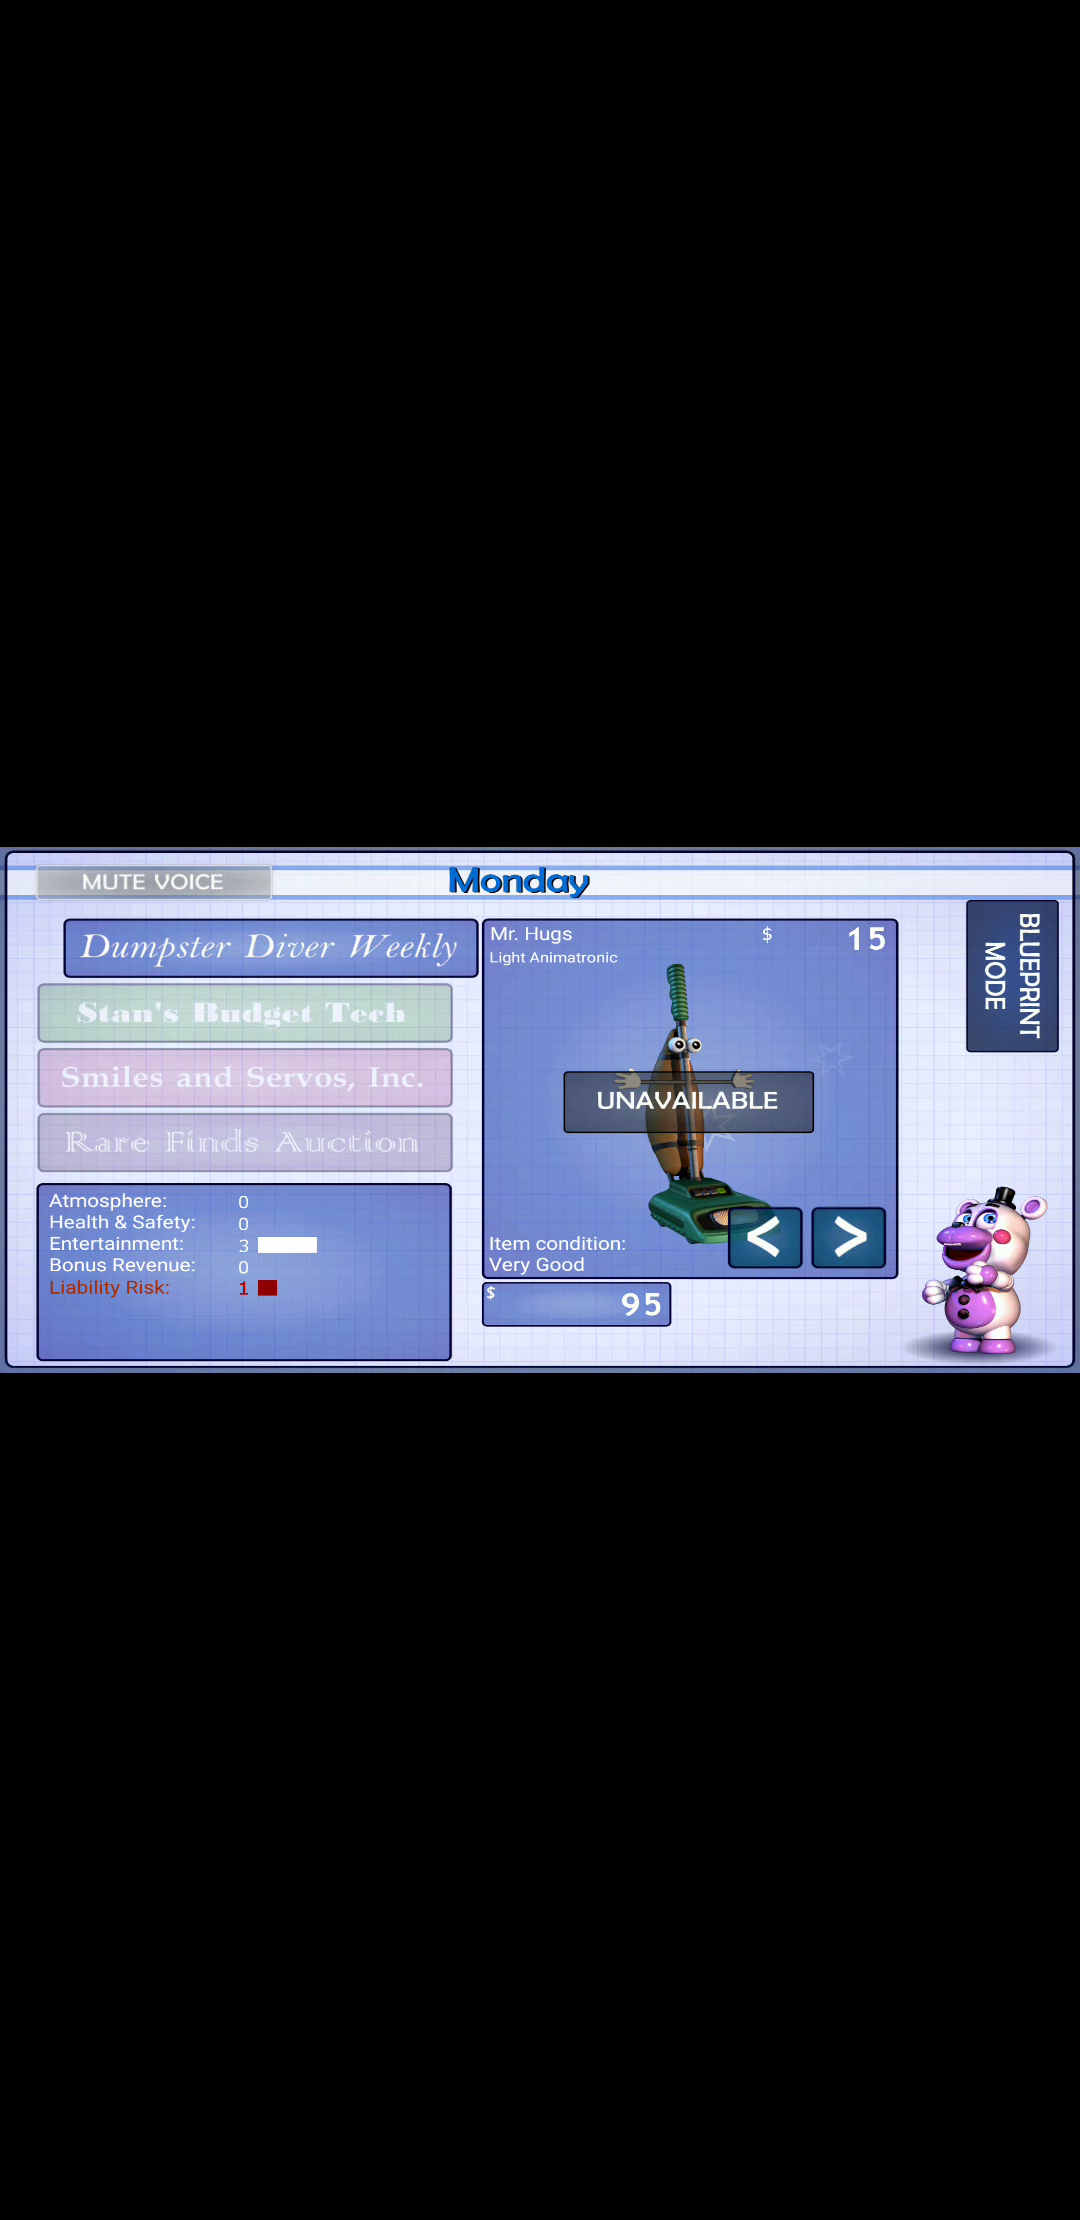 MUTE VOICE
Monday
Dumpster Diver Weekly
Stan's Budget Tech
Smiles and Servos, Inc.
Rare Finds Auction
Mr. Hugs $ 15
Light Animatronic
UNAVAILABLE
Item condition:
Very Good
< >
$ 95
Atmosphere: 0
Health & Safety: 0
Entertainment: 3
Bonus Revenue: 0
Liability Risk: 1
BLUEPRINT
MODE